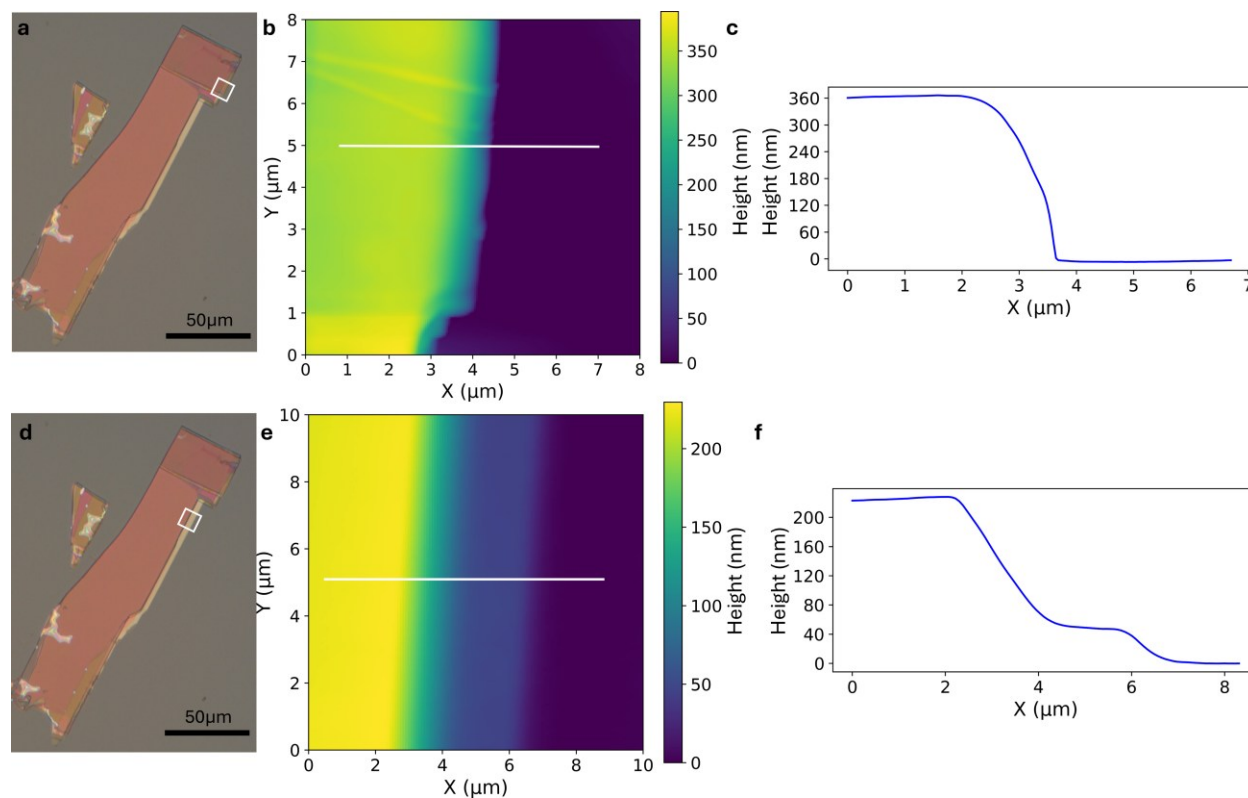 a
50μm
b
8
7
6
5
4
3
2
1
0
Y (μm)
0 1 2 3 4 5 6 7 8
X (μm)
350
300
250
200
150
100
50
0
Height (nm)
c
360
300
240
180
120
60
0
Height (nm)
0 1 2 3 4 5 6 7
X (μm)
d
50μm
e
10
8
6
4
2
0
Y (μm)
0 2 4 6 8 10
X (μm)
200
150
100
50
0
Height (nm)
f
200
160
120
80
40
0
Height (nm)
0 2 4 6 8
X (μm)